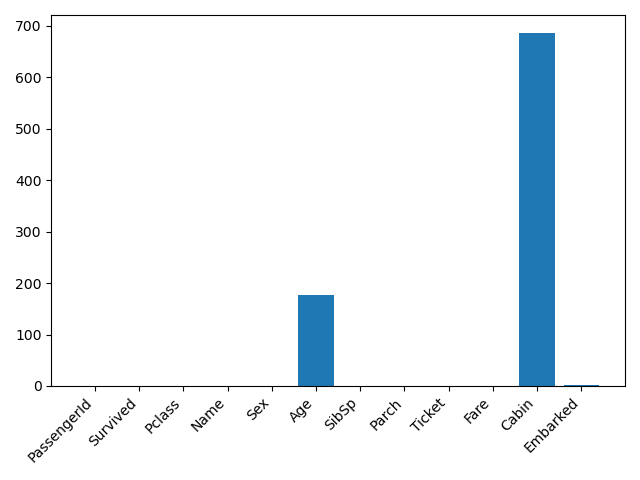 700
600
500
400
300
200
100
0
PassengerId
Survived
Pclass
Name
Sex
Age
SibSp
Parch
Ticket
Fare
Cabin
Embarked